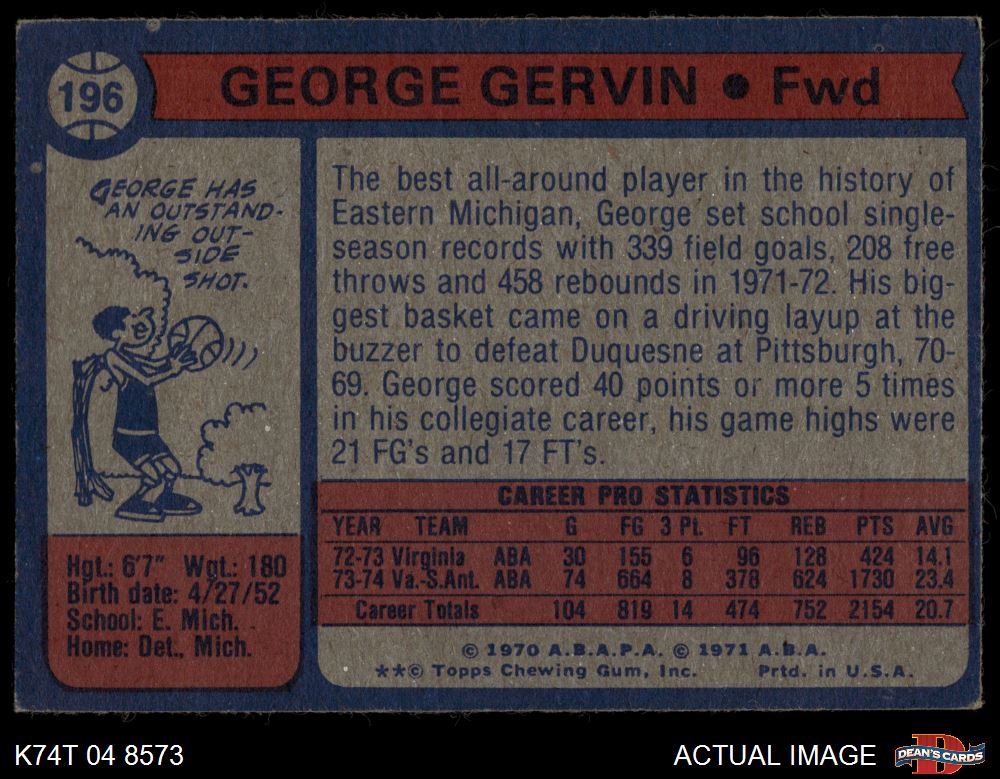 196
GEORGE GERVIN ● Fwd
GEORGE HAS
AN OUTSTAND-
ING OUT-
SIDE
SHOT.
Hgt.: 6'7" Wgt.: 180
Birth date: 4/27/52
School: E. Mich.
Home: Det., Mich.
The best all-around player in the history of
Eastern Michigan, George set school single-
season records with 339 field goals, 208 free
throws and 458 rebounds in 1971-72. His big-
gest basket came on a driving layup at the
buzzer to defeat Duquesne at Pittsburgh, 70-
69. George scored 40 points or more 5 times
in his collegiate career, his game highs were
21 FG's and 17 FT's.
CAREER PRO STATISTICS
YEAR TEAM G FG 3 Pt. FT REB PTS AVG
72-73 Virginia ABA 30 155 6 96 128 424 14.1
73-74 Va.-S.Ant. ABA 74 664 8 378 624 1730 23.4
Career Totals 104 819 14 474 752 2154 20.7
© 1970 A.B.A.P.A. © 1971 A.B.A.
**© Topps Chewing Gum, Inc. Prtd. in U.S.A.
K74T 04 8573
ACTUAL IMAGE
D
DEAN'S CARDS